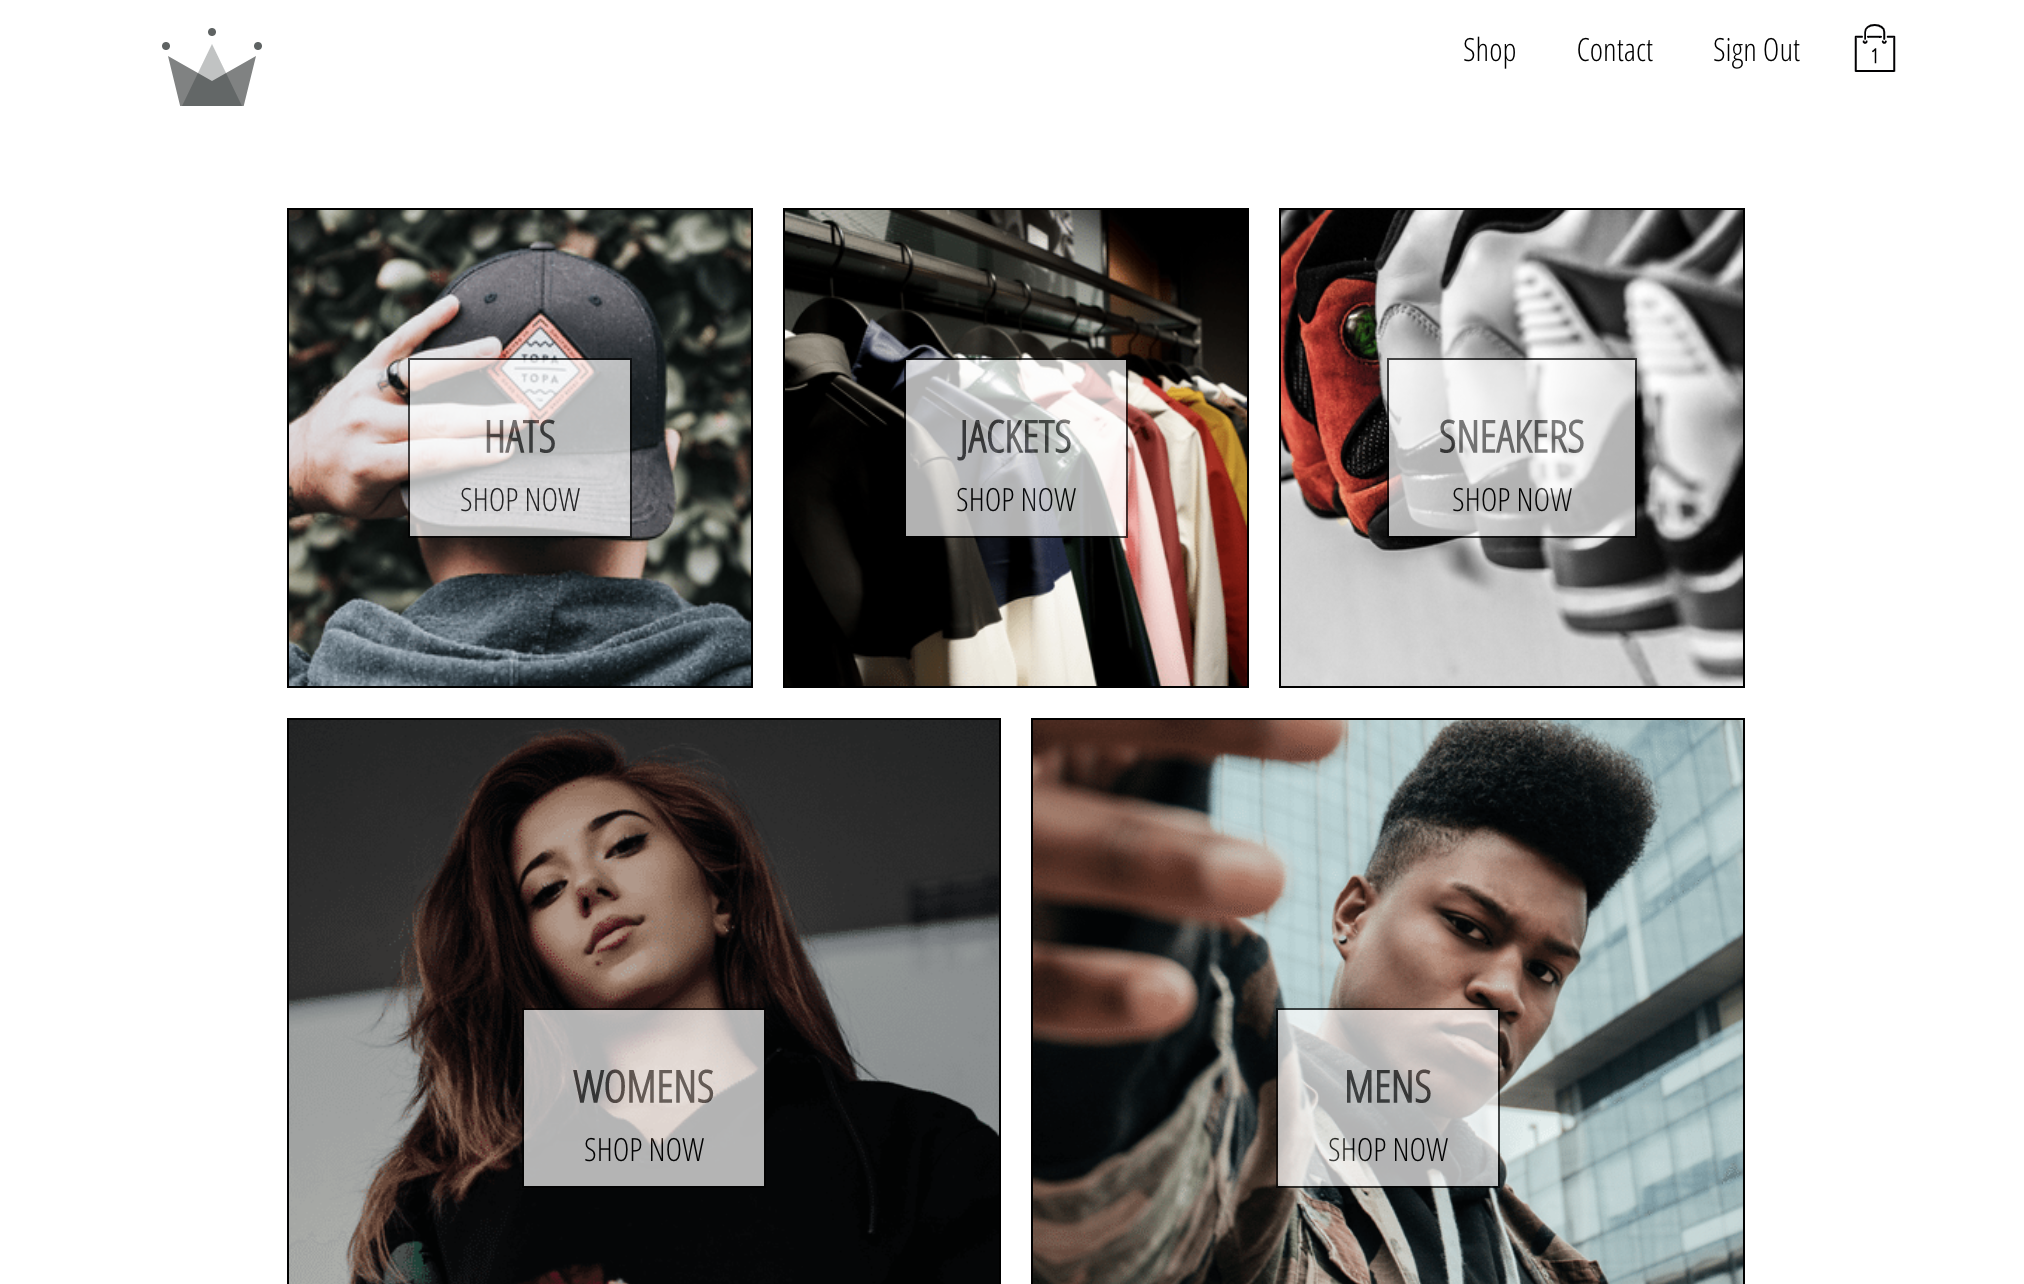 Shop
Contact
Sign Out
1
TOPA
TOPA
HATS
SHOP NOW
JACKETS
SHOP NOW
SNEAKERS
SHOP NOW
WOMENS
SHOP NOW
MENS
SHOP NOW